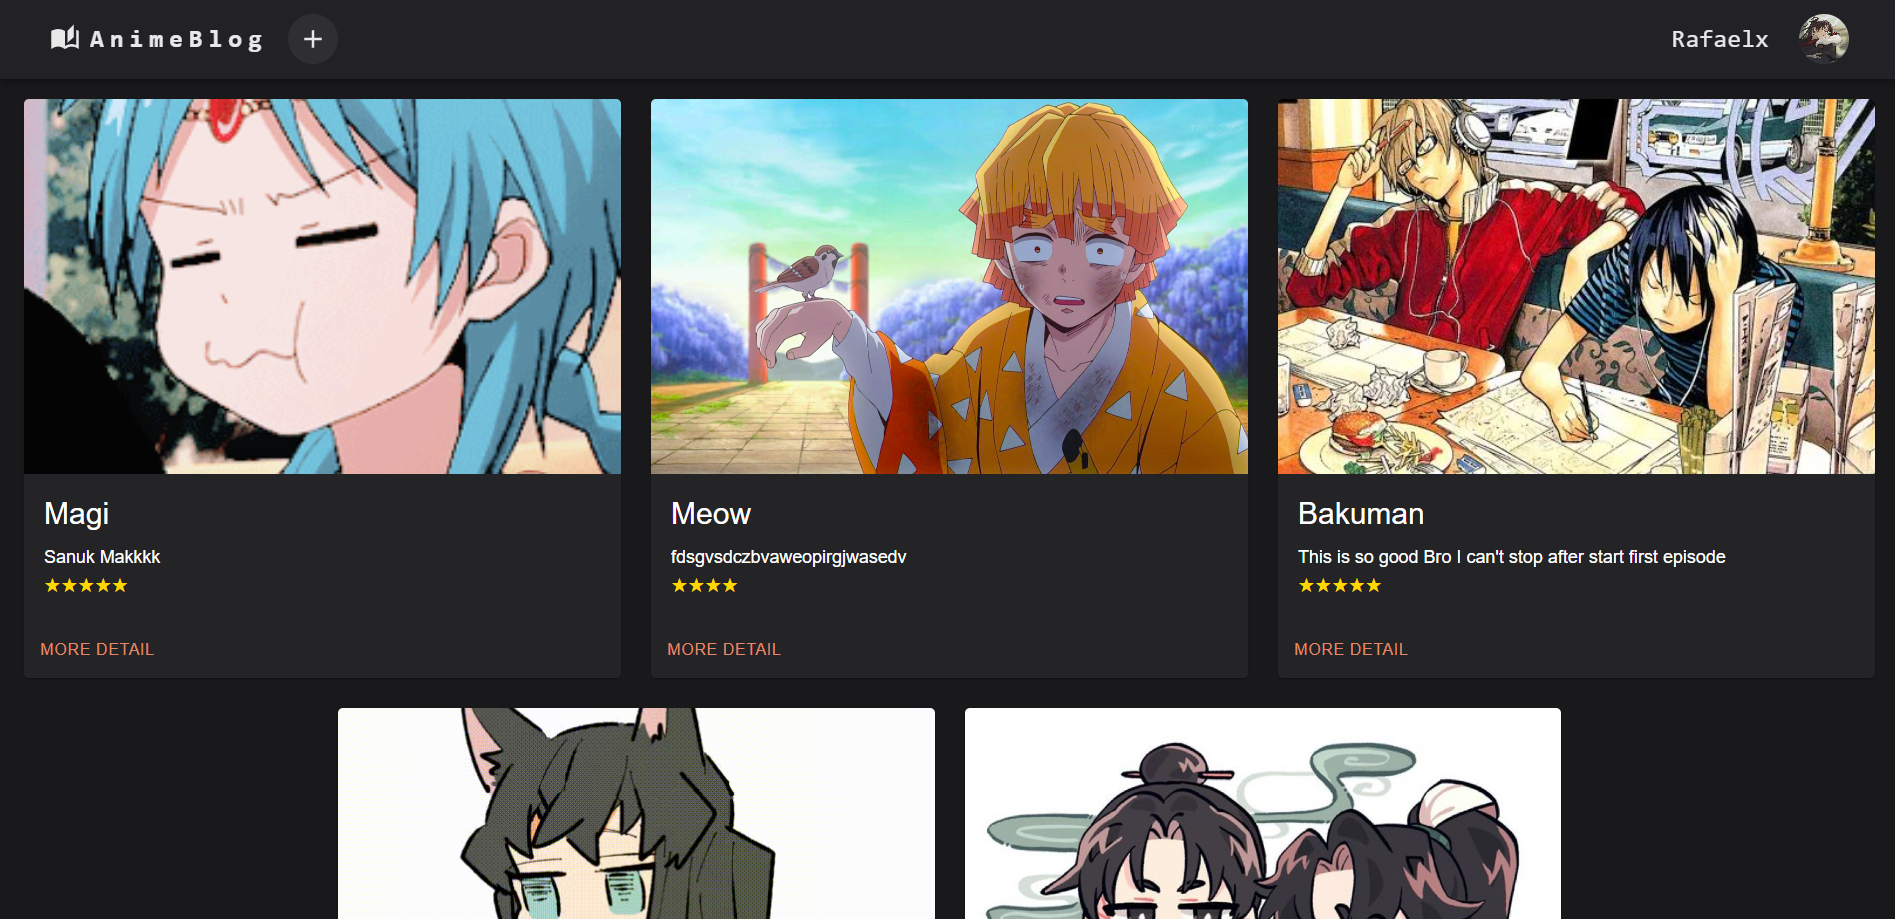 AnimeBlog
Rafaelx
Magi
Sanuk Makkkk
★★★★★
MORE DETAIL
Meow
fdsgvsdczbvaweopirgjwasedv
★★★★
MORE DETAIL
Bakuman
This is so good Bro I can't stop after start first episode
★★★★★
MORE DETAIL